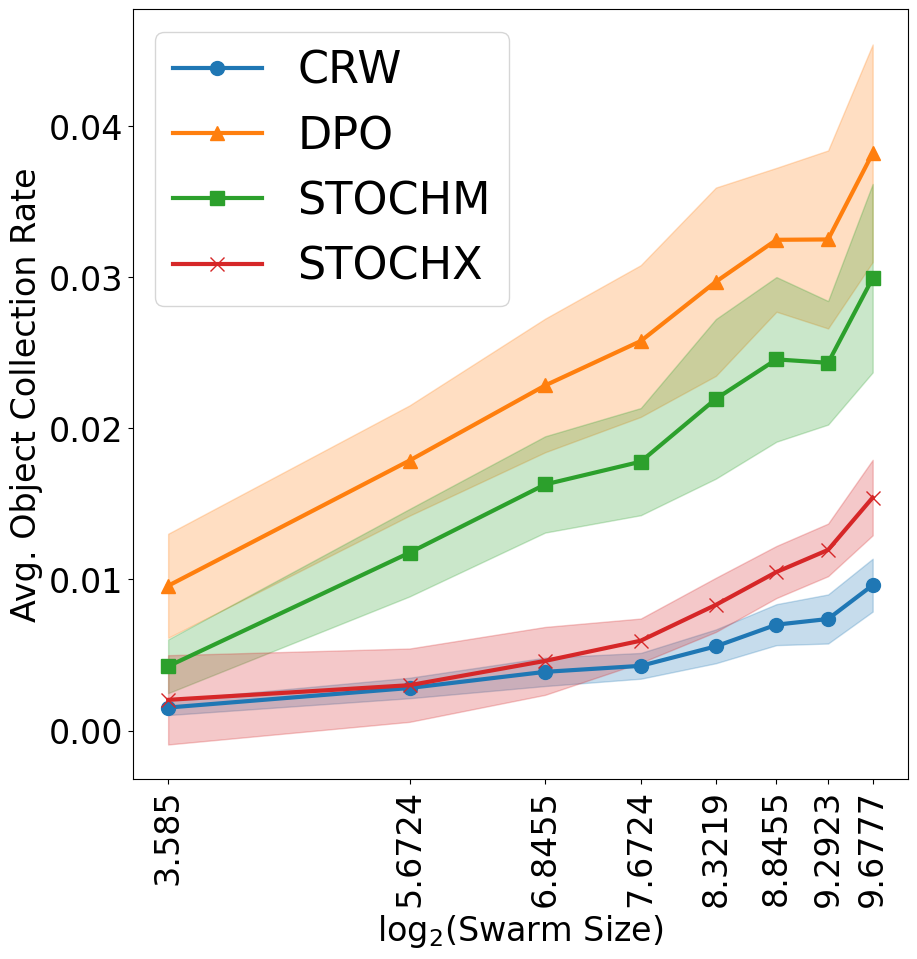 CRW
DPO
STOCHM
STOCHX
Avg. Object Collection Rate
0.04
0.03
0.02
0.01
0.00
3.585
5.6724
6.8455
7.6724
8.3219
8.8455
9.2923
9.6777
log₂(Swarm Size)